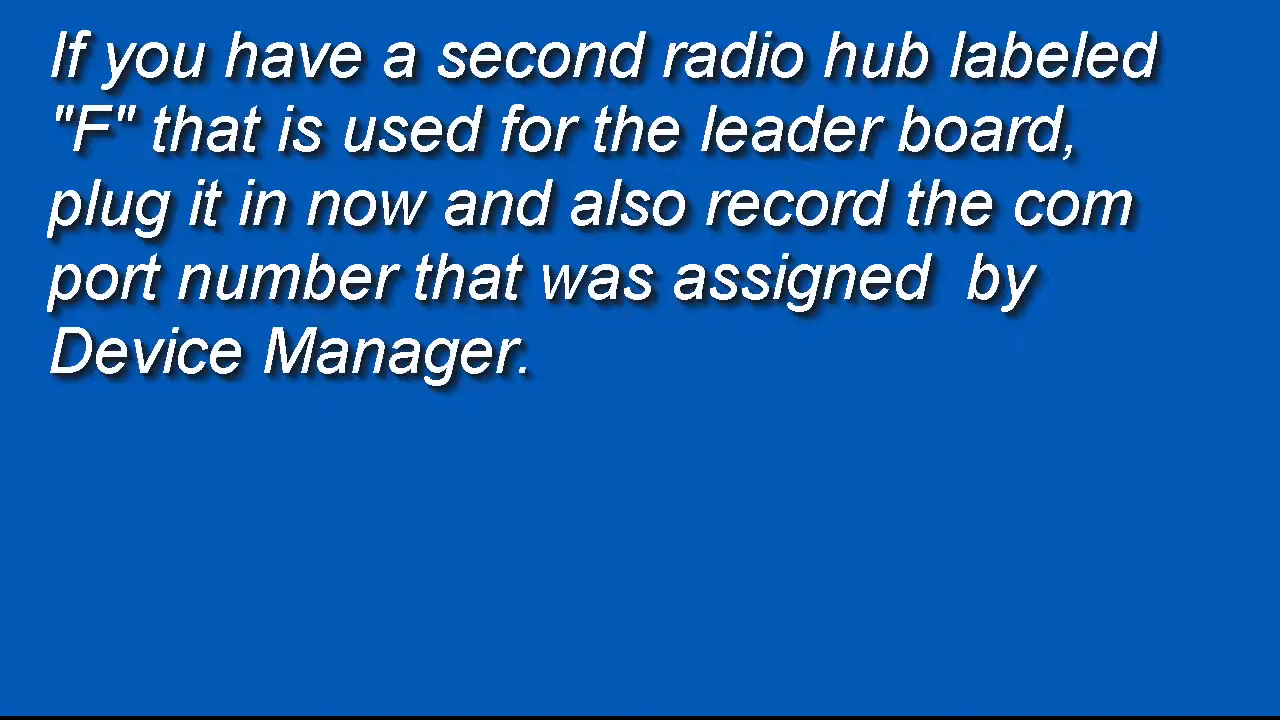 If you have a second radio hub labeled
"F" that is used for the leader board,
plug it in now and also record the com
port number that was assigned  by
Device Manager.